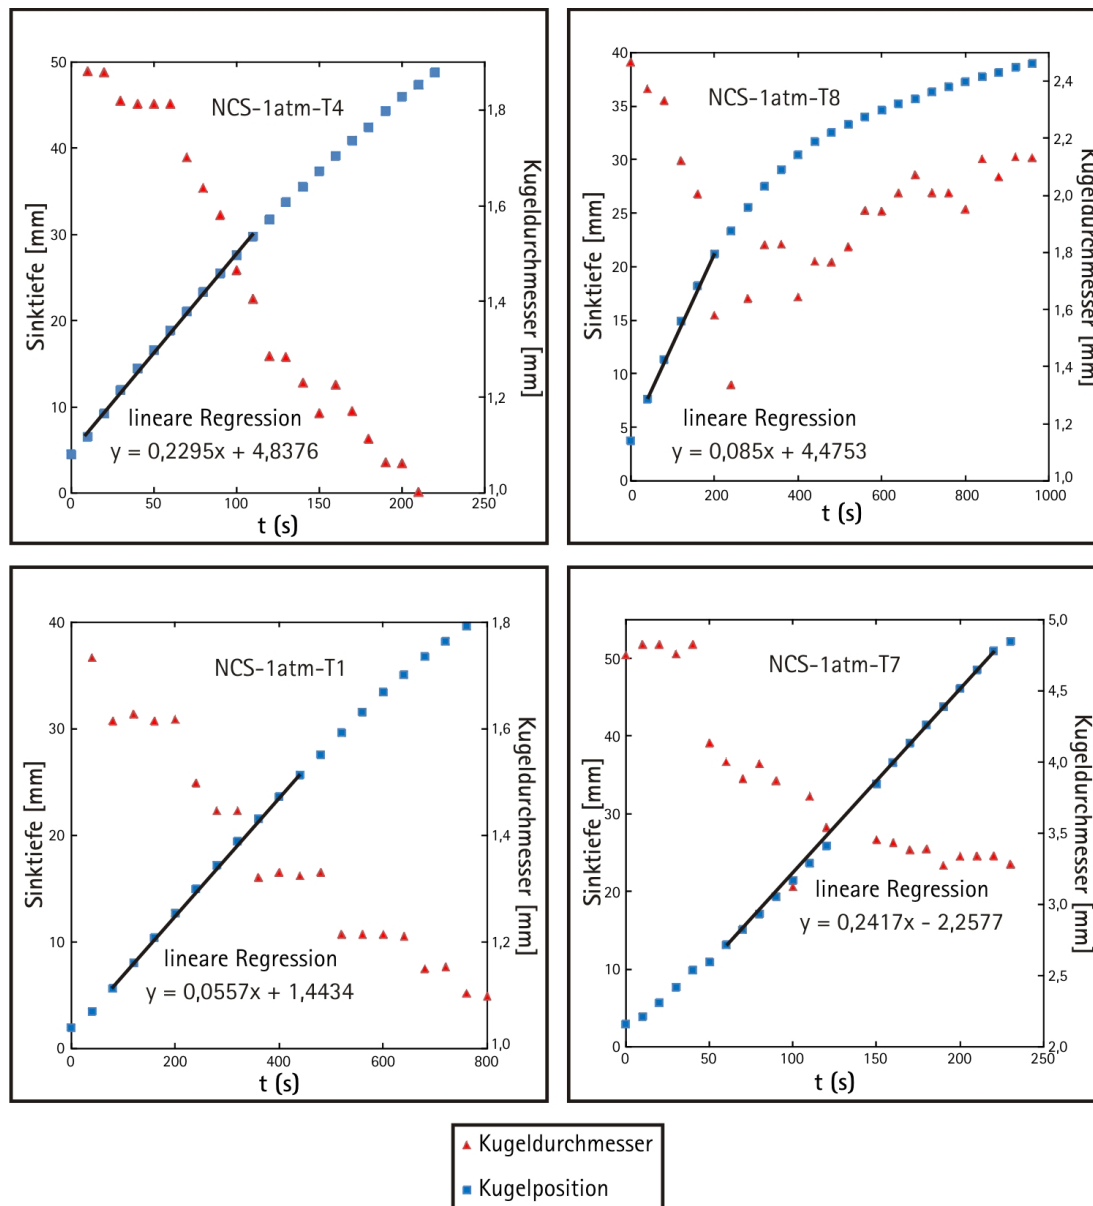 NCS-1atm-T4
Sinktiefe [mm]
Kugeldurchmesser [mm]
50
40
30
20
10
0
1,8
1,6
1,4
1,2
1,0
lineare Regression
y = 0,2295x + 4,8376
0 50 100 150 200 250
t (s)
NCS-1atm-T8
Sinktiefe [mm]
Kugeldurchmesser [mm]
40
35
30
25
20
15
10
5
0
2,4
2,2
2,0
1,8
1,6
1,4
1,2
1,0
lineare Regression
y = 0,085x + 4,4753
0 200 400 600 800 1000
t (s)
NCS-1atm-T1
Sinktiefe [mm]
Kugeldurchmesser [mm]
40
30
20
10
0
1,8
1,6
1,4
1,2
1,0
lineare Regression
y = 0,0557x + 1,4434
0 200 400 600 800
t (s)
NCS-1atm-T7
Sinktiefe [mm]
Kugeldurchmesser [mm]
50
40
30
20
10
0
5,0
4,5
4,0
3,5
3,0
2,5
2,0
lineare Regression
y = 0,2417x - 2,2577
0 50 100 150 200 250
t (s)
Kugeldurchmesser
Kugelposition